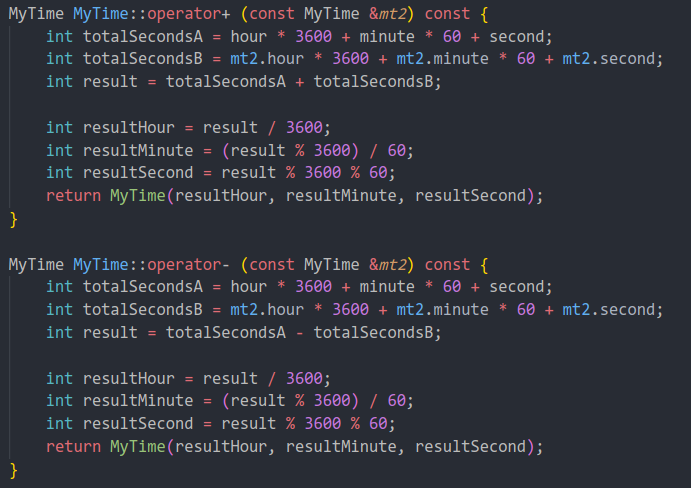 MyTime MyTime::operator+ (const MyTime &mt2) const {
    int totalSecondsA = hour * 3600 + minute * 60 + second;
    int totalSecondsB = mt2.hour * 3600 + mt2.minute * 60 + mt2.second;
    int result = totalSecondsA + totalSecondsB;

    int resultHour = result / 3600;
    int resultMinute = (result % 3600) / 60;
    int resultSecond = result % 3600 % 60;
    return MyTime(resultHour, resultMinute, resultSecond);
}

MyTime MyTime::operator- (const MyTime &mt2) const {
    int totalSecondsA = hour * 3600 + minute * 60 + second;
    int totalSecondsB = mt2.hour * 3600 + mt2.minute * 60 + mt2.second;
    int result = totalSecondsA - totalSecondsB;

    int resultHour = result / 3600;
    int resultMinute = (result % 3600) / 60;
    int resultSecond = result % 3600 % 60;
    return MyTime(resultHour, resultMinute, resultSecond);
}